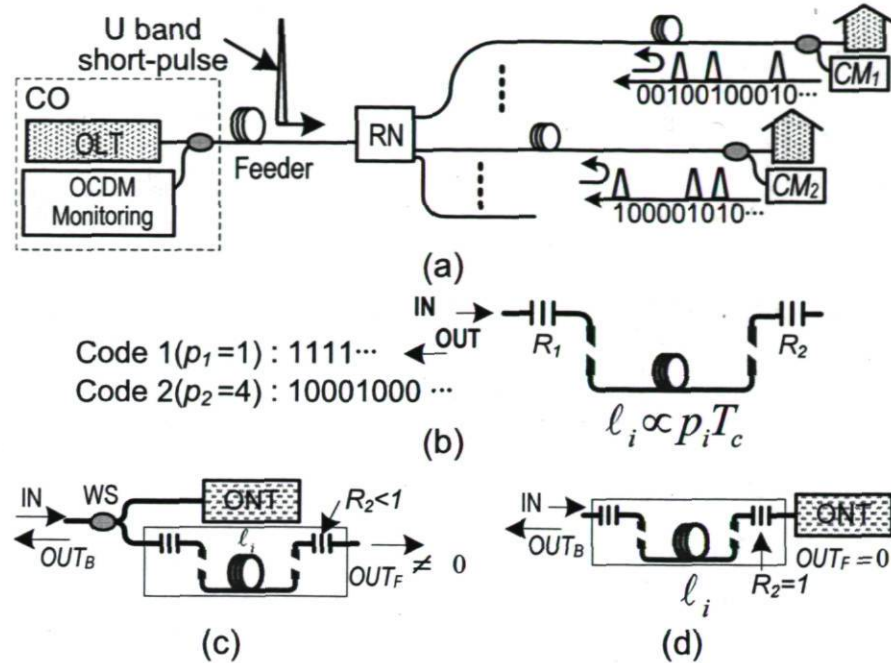 U band
short-pulse
CO
OLT
OCDM
Monitoring
Feeder
RN
CM1
00100100010...
CM2
100001010...
(a)
IN
OUT
Code 1(p1=1) : 1111...
Code 2(p2=4) : 10001000 ...
R1
R2
ℓi ∝ piTc
(b)
IN
WS
ONT
R2<1
OUTB
ℓi
OUTF ≠ 0
(c)
IN
OUTB
ONT
OUTF=0
R2=1
ℓi
(d)